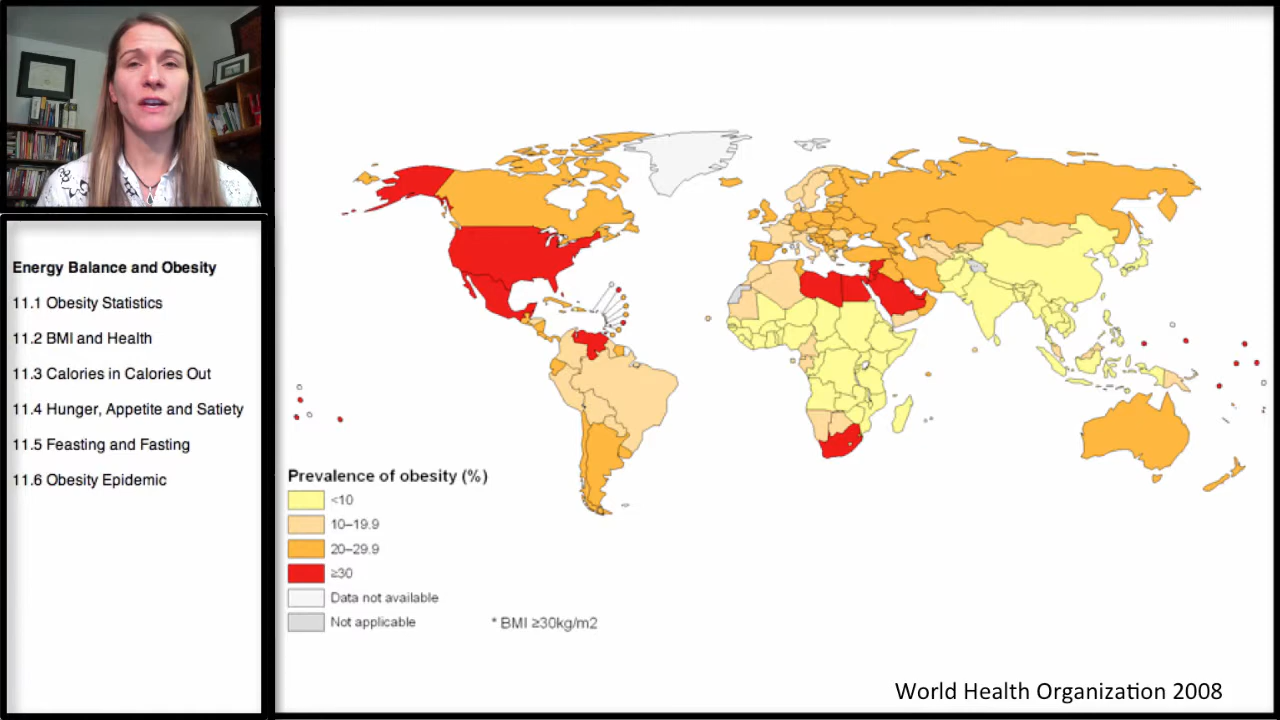 Energy Balance and Obesity
11.1 Obesity Statistics
11.2 BMI and Health
11.3 Calories in Calories Out
11.4 Hunger, Appetite and Satiety
11.5 Feasting and Fasting
11.6 Obesity Epidemic
Prevalence of obesity (%)
<10
10–19.9
20–29.9
≥30
Data not available
Not applicable
* BMI ≥30kg/m2
World Health Organization 2008